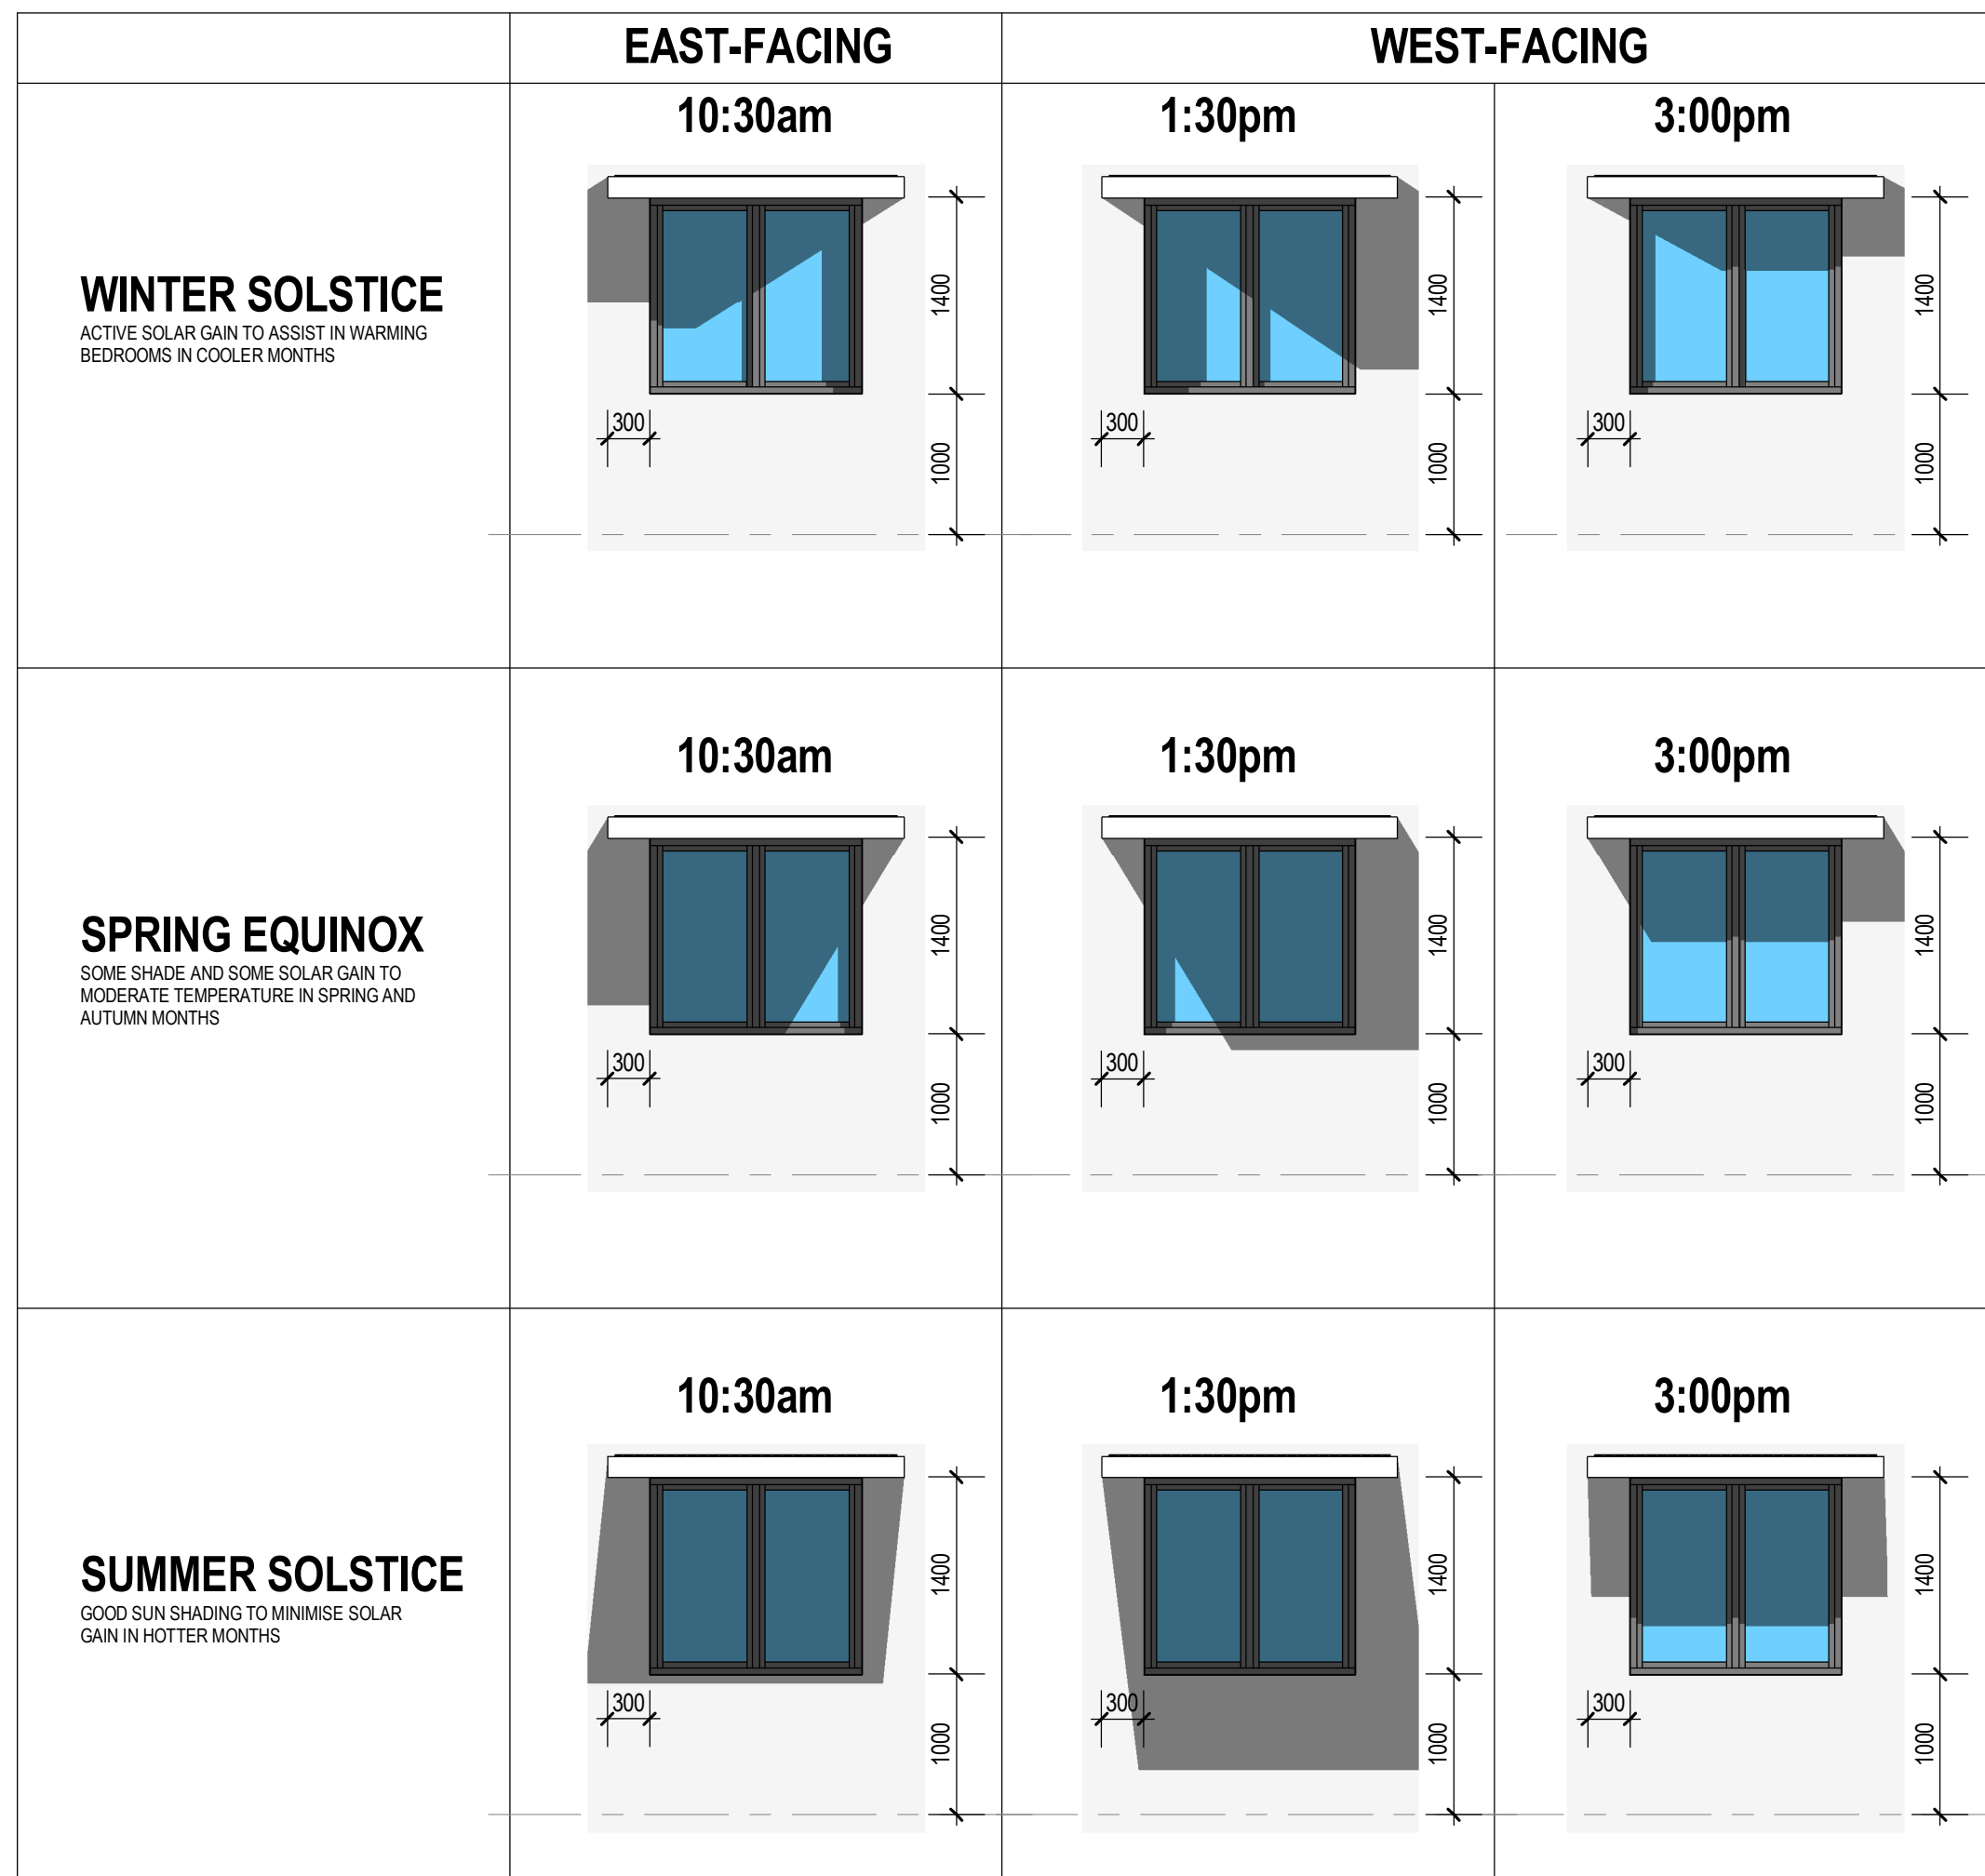 EAST-FACING
WEST-FACING
10:30am
1:30pm
3:00pm
WINTER SOLSTICE
ACTIVE SOLAR GAIN TO ASSIST IN WARMING
BEDROOMS IN COOLER MONTHS
1400
1000
300
1400
1000
300
1400
1000
300
10:30am
1:30pm
3:00pm
SPRING EQUINOX
SOME SHADE AND SOME SOLAR GAIN TO
MODERATE TEMPERATURE IN SPRING AND
AUTUMN MONTHS
1400
1000
300
1400
1000
300
1400
1000
300
10:30am
1:30pm
3:00pm
SUMMER SOLSTICE
GOOD SUN SHADING TO MINIMISE SOLAR
GAIN IN HOTTER MONTHS
1400
1000
300
1400
1000
300
1400
1000
300